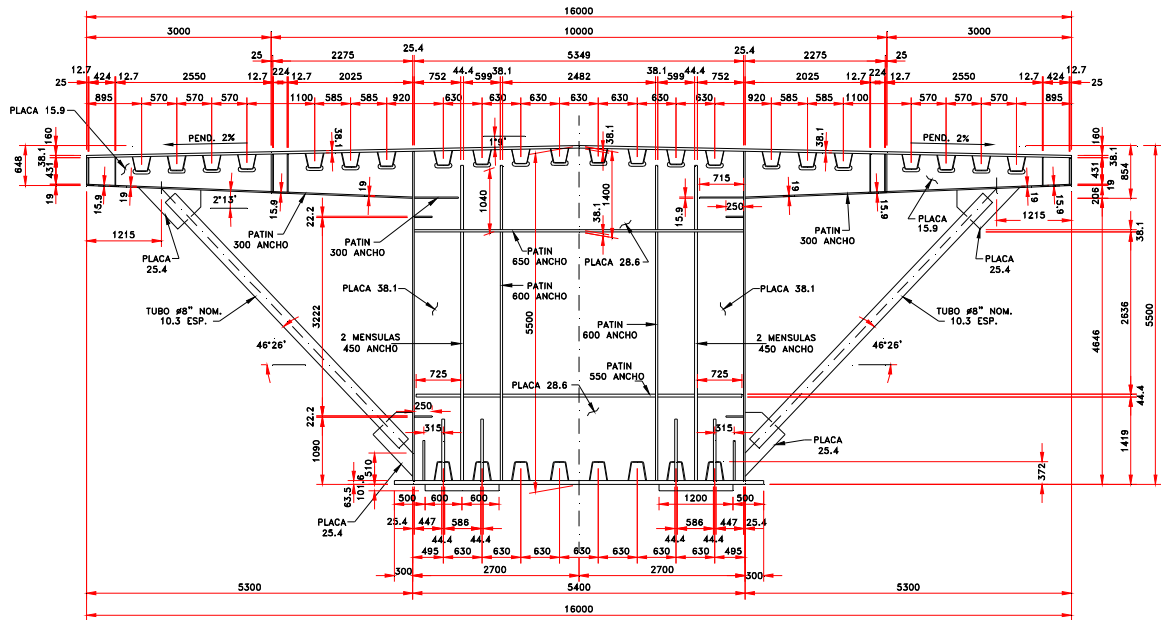 16000
3000 10000 3000
25 2275 25.4 5349 25.4 2275 25
12.7 424 12.7 2550 12.7 224 12.7 2025 752 44.4 599 38.1 2482 38.1 599 44.4 752 2025 12.7 224 12.7 2550 12.7 424 12.7
25 25
895 570 570 570 1100 585 585 920 630 630 630 630 630 630 630 920 585 585 1100 570 570 570 895
PLACA 15.9
PEND. 2%
PEND. 2%
160
38.1
648
431
19
15.9
19
2"13'
15.9
38.1
19
1°9'
38.1
1040
1400
38.1
715
15.9
250
38.1
19
15.9
19
15.9
160
38.1
431
854
206
1215
1215
22.2
PATIN
300 ANCHO
PATIN
300 ANCHO
PATIN
650 ANCHO
PLACA 28.6
PATIN
300 ANCHO
PLACA
15.9
PLACA
25.4
PLACA
25.4
38.1
PLACA 38.1
PATIN
600 ANCHO
PLACA 38.1
TUBO ø8" NOM.
10.3 ESP.
TUBO ø8" NOM.
10.3 ESP.
3222
5500
2636
4646
5500
PATIN
600 ANCHO
2 MENSULAS
450 ANCHO
2 MENSULAS
450 ANCHO
46°26'
46°26'
725
PATIN
550 ANCHO
725
PLACA 28.6
44.4
22.2
250
315
315
PLACA
25.4
1090
510
101.6
63.5
1419
372
500 600 600 1200 500
PLACA
25.4
25.4 447 586 586 447 25.4
44.4 44.4 44.4 44.4
495 630 630 630 630 630 630 630 495
300 2700 2700 300
5300 5400 5300
16000